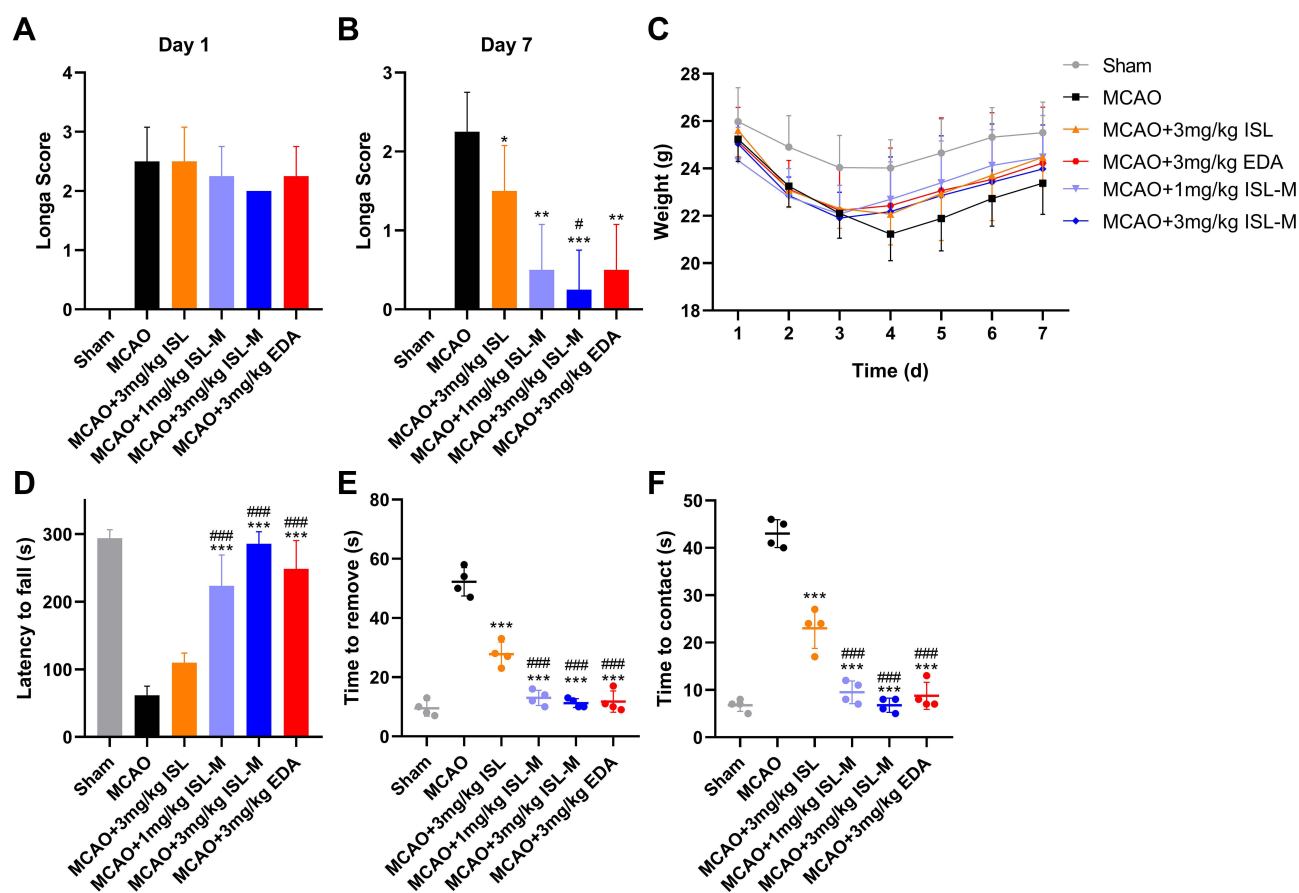 A
Day 1
Longa Score
4
3
2
1
0
Sham
MCAO
MCAO+3mg/kg ISL
MCAO+1mg/kg ISL-M
MCAO+3mg/kg ISL-M
MCAO+3mg/kg EDA
B
Day 7
Longa Score
3
2
1
0
*
**
#
***
**
Sham
MCAO
MCAO+3mg/kg ISL
MCAO+1mg/kg ISL-M
MCAO+3mg/kg ISL-M
MCAO+3mg/kg EDA
C
Weight (g)
28
26
24
22
20
18
1 2 3 4 5 6 7
Time (d)
Sham
MCAO
MCAO+3mg/kg ISL
MCAO+3mg/kg EDA
MCAO+1mg/kg ISL-M
MCAO+3mg/kg ISL-M
D
Latency to fall (s)
300
200
100
0
###
***
###
***
###
***
Sham
MCAO
MCAO+3mg/kg ISL
MCAO+1mg/kg ISL-M
MCAO+3mg/kg ISL-M
MCAO+3mg/kg EDA
E
Time to remove (s)
80
60
40
20
0
***
###
***
###
***
###
***
Sham
MCAO
MCAO+3mg/kg ISL
MCAO+1mg/kg ISL-M
MCAO+3mg/kg ISL-M
MCAO+3mg/kg EDA
F
Time to contact (s)
50
40
30
20
10
0
***
###
***
###
***
###
***
Sham
MCAO
MCAO+3mg/kg ISL
MCAO+1mg/kg ISL-M
MCAO+3mg/kg ISL-M
MCAO+3mg/kg EDA